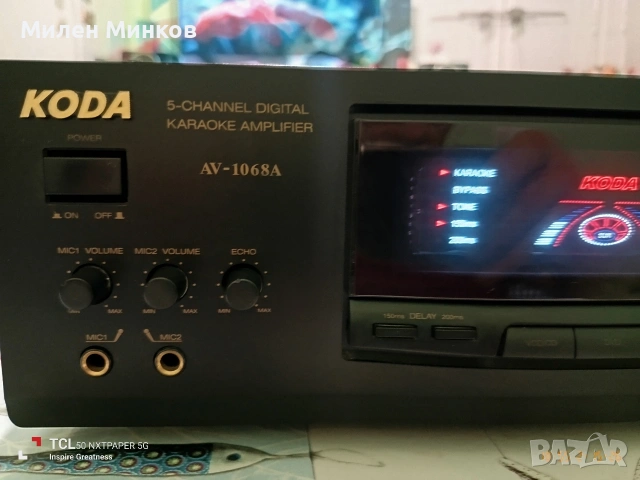 Милен Минков
KODA
5-CHANNEL DIGITAL
KARAOKE AMPLIFIER
POWER
AV-1068A
ON OFF
MIC1 VOLUME MIC2 VOLUME ECHO
MIN MAX MIN MAX MIN MAX
MIC1 MIC2
KARAOKE
BYPASS
TONE
150ms
200ms
KODA
150ms DELAY 200ms
TCL 50 NXTPAPER 5G
Inspire Greatness
BAZAR